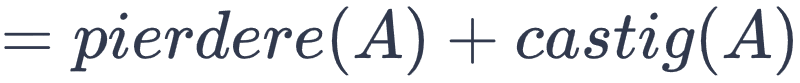 = pierdere(A) + castig(A)